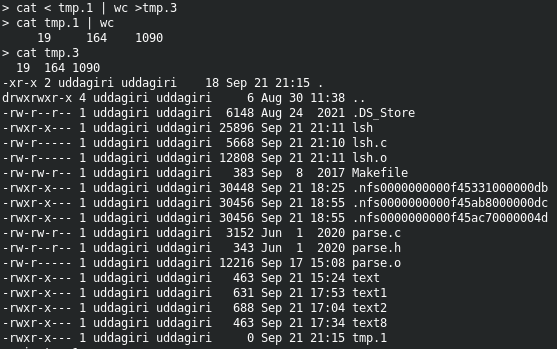 > cat < tmp.1 | wc >tmp.3
> cat tmp.1 | wc
     19     164    1090
> cat tmp.3
  19  164 1090
-xr-x 2 uddagiri uddagiri    18 Sep 21 21:15 .
drwxrwxr-x 4 uddagiri uddagiri     6 Aug 30 11:38 ..
-rw-r--r-- 1 uddagiri uddagiri  6148 Aug 24  2021 .DS_Store
-rwxr-x--- 1 uddagiri uddagiri 25896 Sep 21 21:11 lsh
-rw-r----- 1 uddagiri uddagiri  5668 Sep 21 21:10 lsh.c
-rw-r----- 1 uddagiri uddagiri 12808 Sep 21 21:11 lsh.o
-rw-rw-r-- 1 uddagiri uddagiri   383 Sep  8  2017 Makefile
-rwxr-x--- 1 uddagiri uddagiri 30448 Sep 21 18:25 .nfs0000000000f45331000000db
-rwxr-x--- 1 uddagiri uddagiri 30456 Sep 21 18:55 .nfs0000000000f45ab8000000dc
-rwxr-x--- 1 uddagiri uddagiri 30456 Sep 21 18:55 .nfs0000000000f45ac70000004d
-rw-rw-r-- 1 uddagiri uddagiri  3152 Jun  1  2020 parse.c
-rw-r--r-- 1 uddagiri uddagiri   343 Jun  1  2020 parse.h
-rw-r----- 1 uddagiri uddagiri 12216 Sep 17 15:08 parse.o
-rwxr-x--- 1 uddagiri uddagiri   463 Sep 21 15:24 text
-rwxr-x--- 1 uddagiri uddagiri   631 Sep 21 17:53 text1
-rwxr-x--- 1 uddagiri uddagiri   688 Sep 21 17:04 text2
-rwxr-x--- 1 uddagiri uddagiri   463 Sep 21 17:34 text8
-rwxr-x--- 1 uddagiri uddagiri     0 Sep 21 21:15 tmp.1